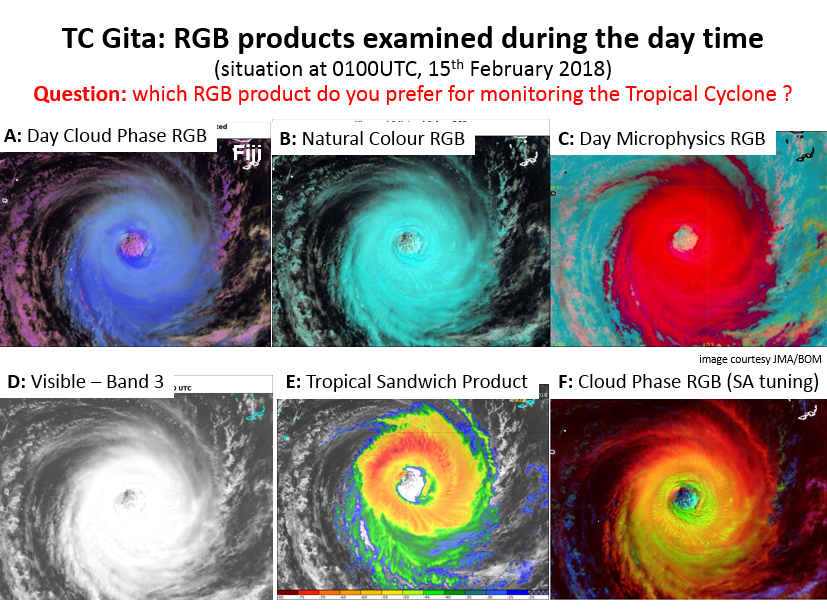 TC Gita: RGB products examined during the day time
(situation at 0100UTC, 15th February 2018)
Question: which RGB product do you prefer for monitoring the Tropical Cyclone ?
A: Day Cloud Phase RGB
B: Natural Colour RGB
C: Day Microphysics RGB
Fiji
image courtesy JMA/BOM
D: Visible – Band 3
UTC
E: Tropical Sandwich Product
F: Cloud Phase RGB (SA tuning)